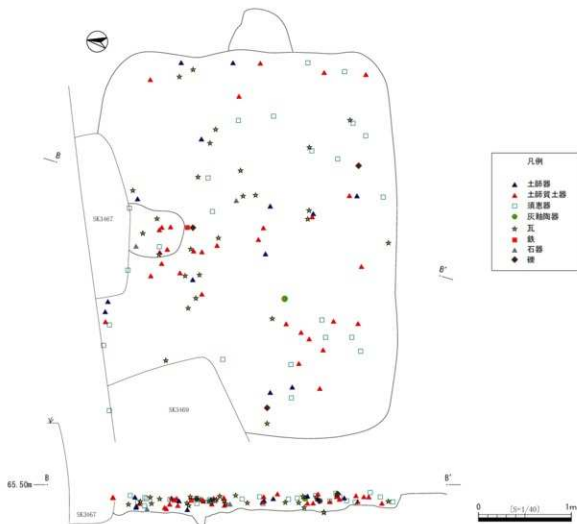 B
凡例
土師器
土師質土器
須恵器
灰釉陶器
瓦
鉄
石器
礫
SK3467
B'
SK3469
B
B'
65.50m
SK3467
0
[S=1/40]
1m